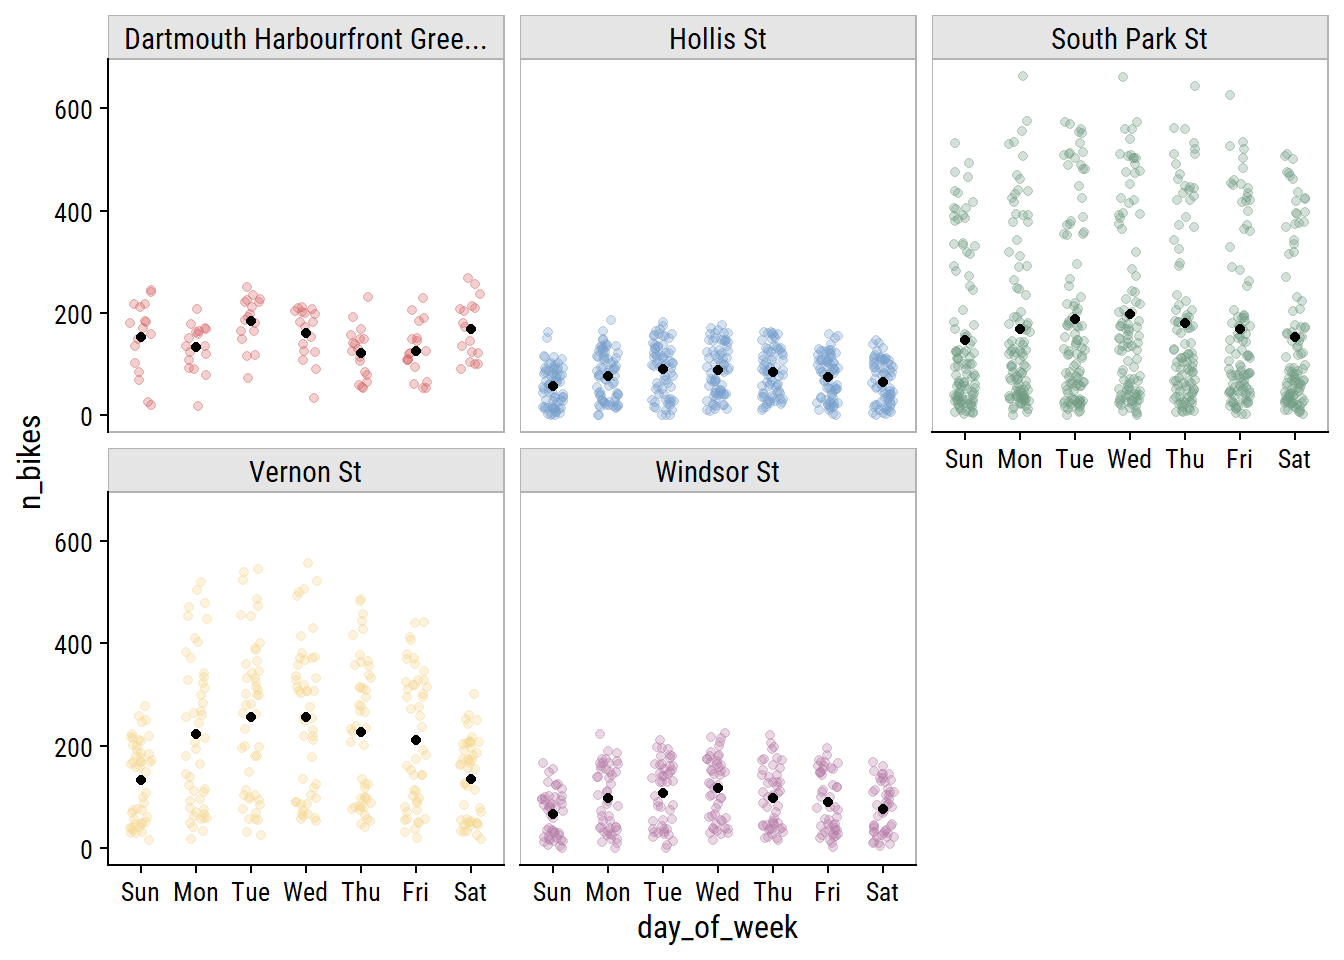 Dartmouth Harbourfront Gree...
Hollis St
South Park St
600
400
200
0
Sun Mon Tue Wed Thu Fri Sat
Vernon St
Windsor St
600
400
200
0
Sun Mon Tue Wed Thu Fri Sat
Sun Mon Tue Wed Thu Fri Sat
n_bikes
day_of_week